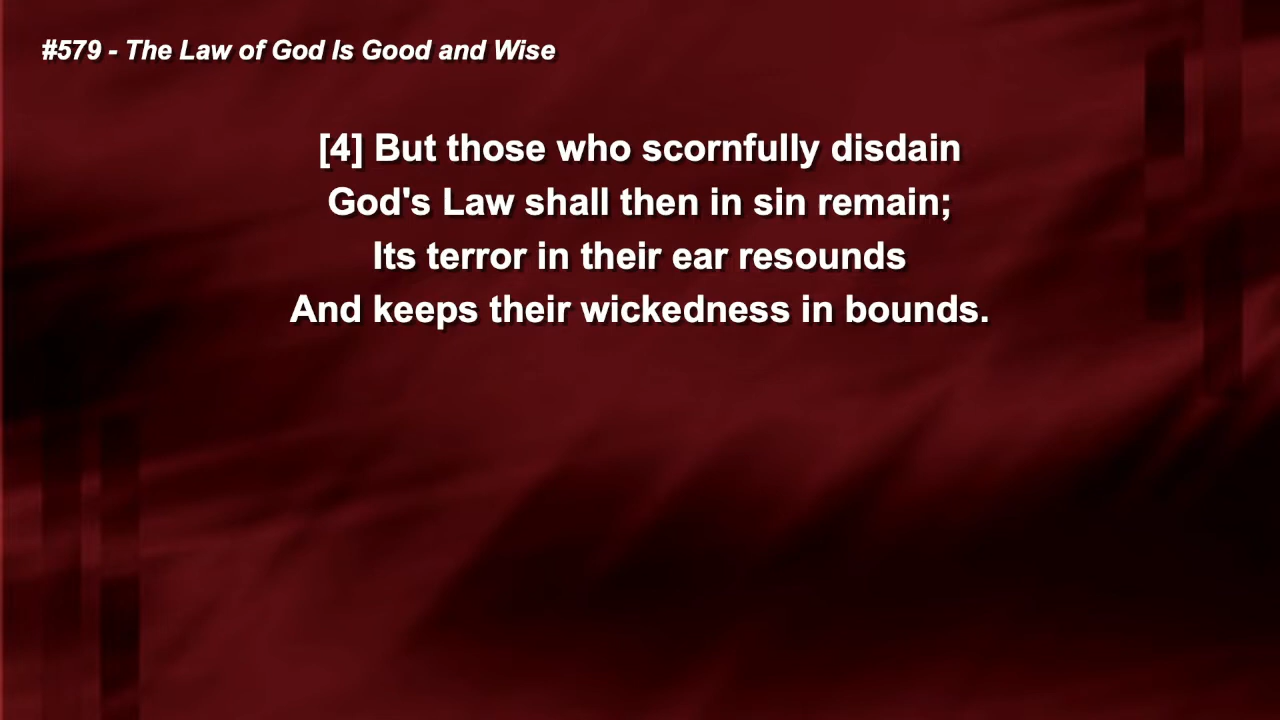 #579 - The Law of God Is Good and Wise
[4] But those who scornfully disdain
God's Law shall then in sin remain;
Its terror in their ear resounds
And keeps their wickedness in bounds.